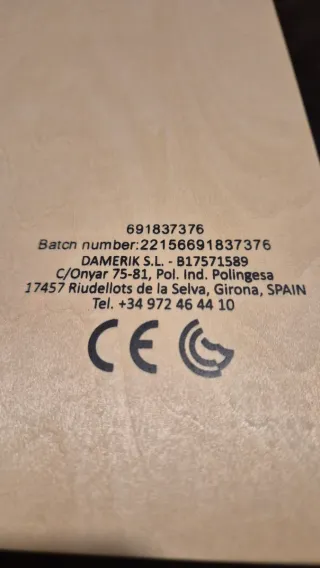 691837376
Batch number:22156691837376
DAMERIK S.L. - B17571589
C/Onyar 75-81, Pol. Ind. Polingesa
17457 Riudellots de la Selva, Girona, SPAIN
Tel. +34 972 46 44 10
CE